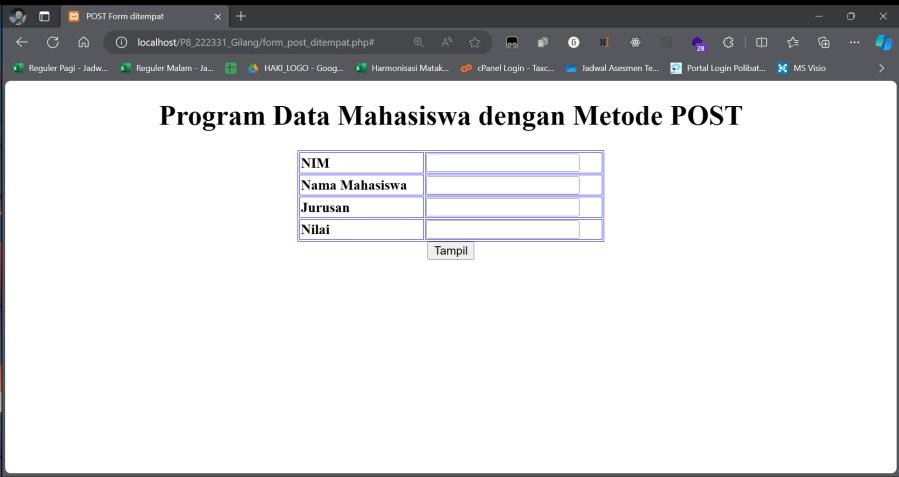 POST Form ditempat
localhost/P8_222331_Gilang/form_post_ditempat.php#
28
Reguler Pagi - Jadw...
Reguler Malam - Ja...
HAKI_LOGO - Goog...
Harmonisasi Matak...
cPanel Login - Taxc...
Jadwal Asesmen Te...
Portal Login Polibat...
MS Visio
Program Data Mahasiswa dengan Metode POST
NIM
Nama Mahasiswa
Jurusan
Nilai
Tampil